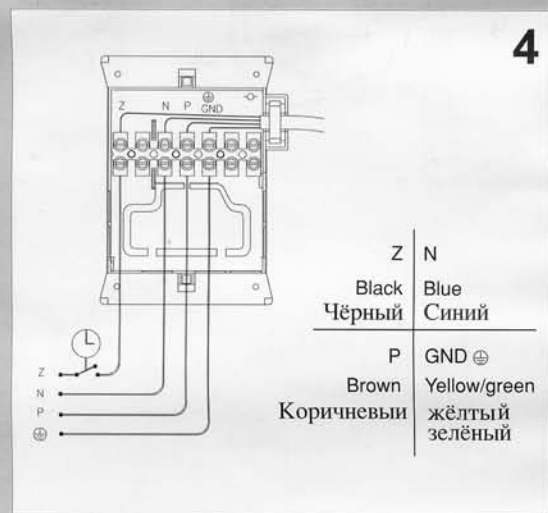 4
Z N P GND
Z N
Black Blue
Чёрный Синий
P GND
Brown Yellow/green
Коричневыи жёлтый
зелёный
Z
N
P